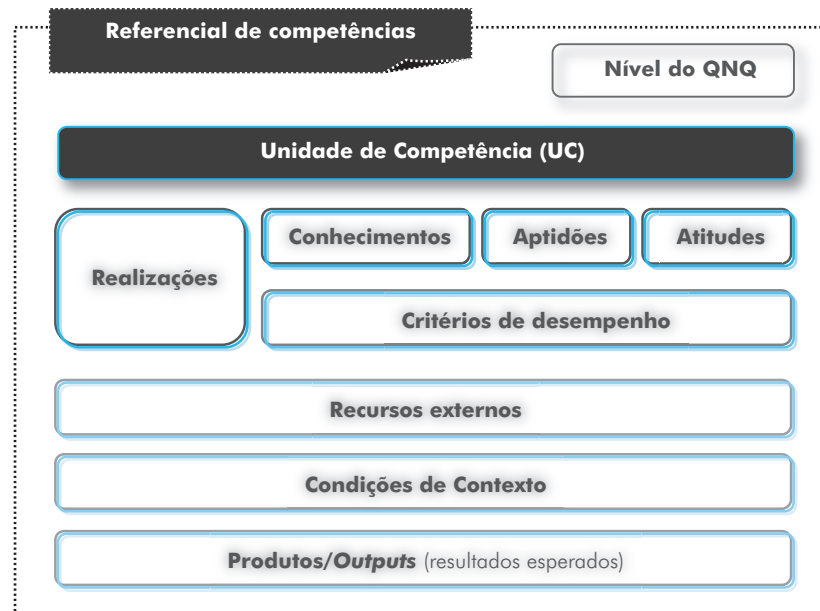 Referencial de competências
Nível do QNQ
Unidade de Competência (UC)
Realizações
Conhecimentos
Aptidões
Atitudes
Critérios de desempenho
Recursos externos
Condições de Contexto
Produtos/Outputs (resultados esperados)